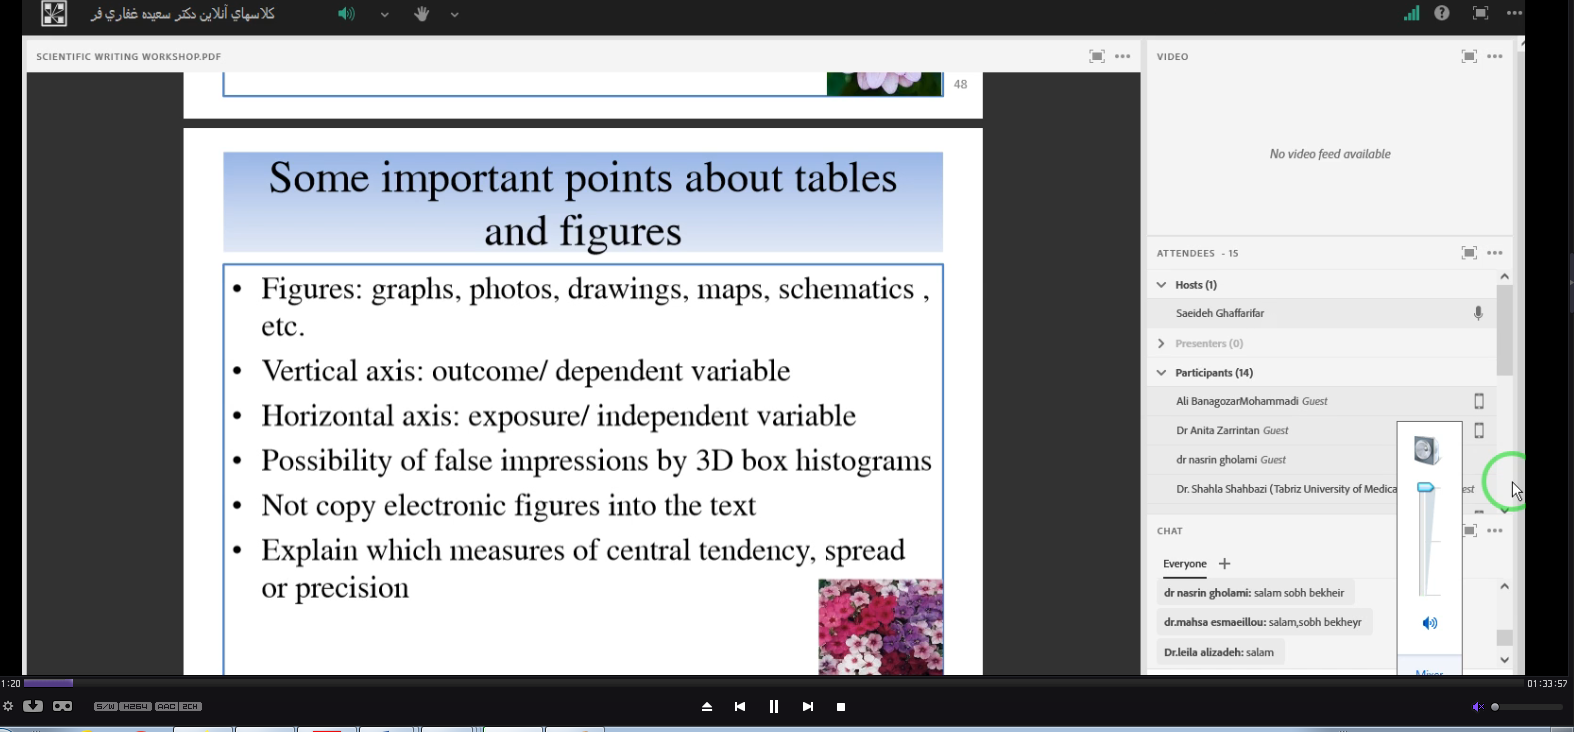 كلاسهاي آنلاين دكتر سعيده غفاري فر
SCIENTIFIC WRITING WORKSHOP.PDF
48
Some important points about tables
and figures
• Figures: graphs, photos, drawings, maps, schematics ,
etc.
• Vertical axis: outcome/ dependent variable
• Horizontal axis: exposure/ independent variable
• Possibility of false impressions by 3D box histograms
• Not copy electronic figures into the text
• Explain which measures of central tendency, spread
or precision
VIDEO
No video feed available
ATTENDEES - 15
Hosts (1)
Saeideh Ghaffarifar
Presenters (0)
Participants (14)
Ali BanagozarMohammadi Guest
Dr Anita Zarrintan Guest
dr nasrin gholami Guest
Dr. Shahla Shahbazi (Tabriz University of Medica est
CHAT
Everyone
dr nasrin gholami: salam sobh bekheir
dr.mahsa esmaeillou: salam,sobh bekheyr
Dr.leila alizadeh: salam
Mixer
1:20
01:33:57
S/W H264 AAC 2CH